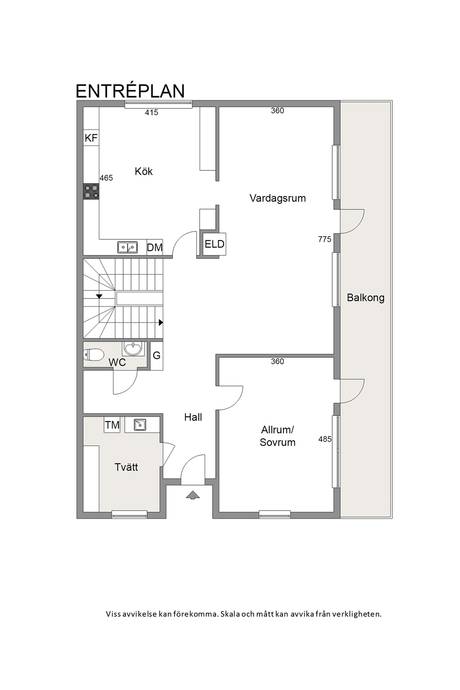 ENTRÉPLAN
415
360
KF
465
Kök
Vardagsrum
DM
ELD
775
Balkong
WC
G
360
Hall
Allrum/
Sovrum
485
TM
Tvätt
Viss avvikelse kan förekomma. Skala och mått kan avvika från verkligheten.